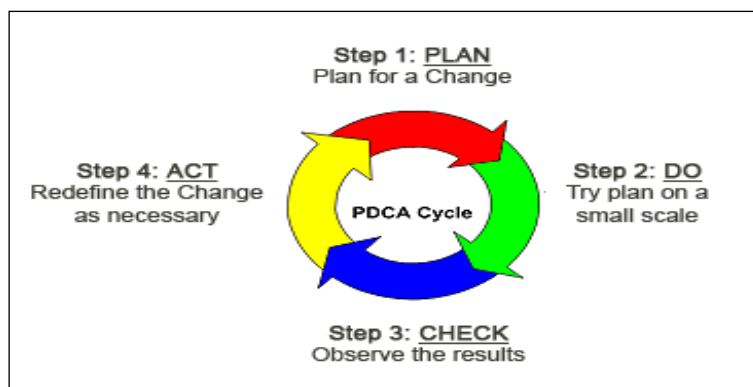 Step 1: PLAN
Plan for a Change
Step 2: DO
Try plan on a
small scale
Step 3: CHECK
Observe the results
Step 4: ACT
Redefine the Change
as necessary
PDCA Cycle